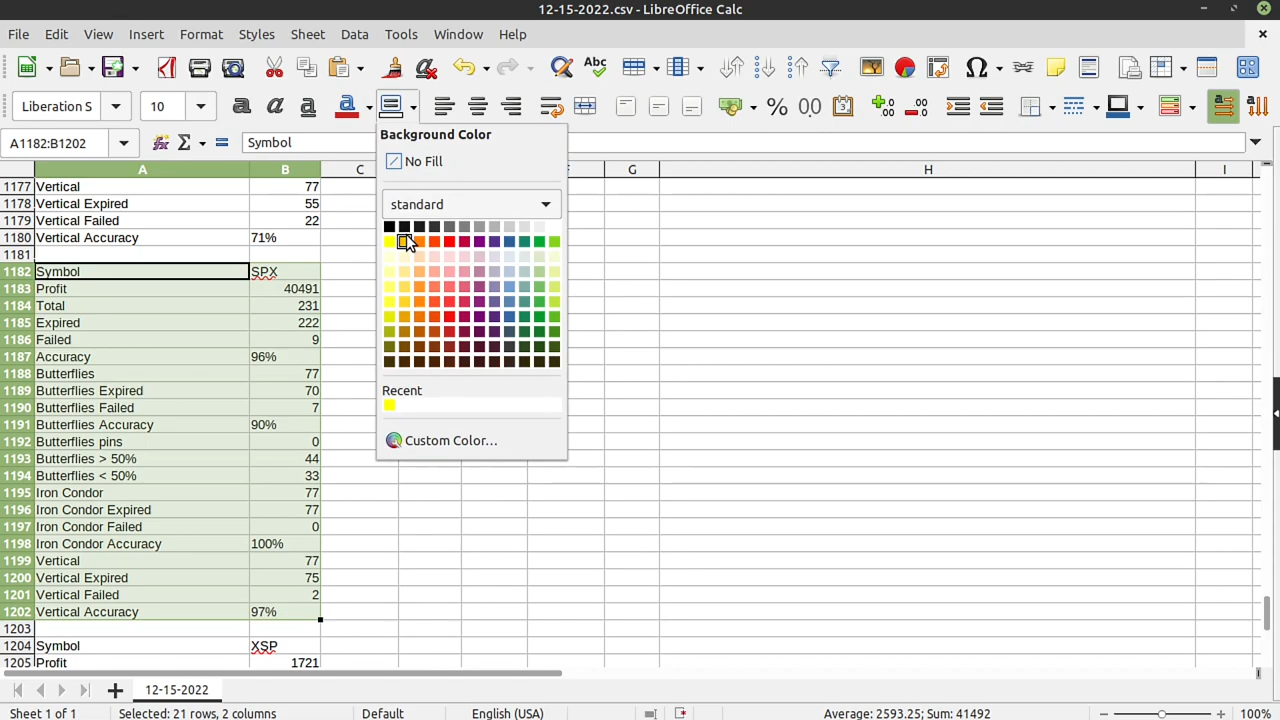 12-15-2022.csv - LibreOffice Calc
File Edit View Insert Format Styles Sheet Data Tools Window Help
Liberation S 10
A1182:B1202 Symbol
Background Color
No Fill
standard
Recent
Custom Color...
A B C F G H I
1177 Vertical 77
1178 Vertical Expired 55
1179 Vertical Failed 22
1180 Vertical Accuracy 71%
1181
1182 Symbol SPX
1183 Profit 40491
1184 Total 231
1185 Expired 222
1186 Failed 9
1187 Accuracy 96%
1188 Butterflies 77
1189 Butterflies Expired 70
1190 Butterflies Failed 7
1191 Butterflies Accuracy 90%
1192 Butterflies pins 0
1193 Butterflies > 50% 44
1194 Butterflies < 50% 33
1195 Iron Condor 77
1196 Iron Condor Expired 77
1197 Iron Condor Failed 0
1198 Iron Condor Accuracy 100%
1199 Vertical 77
1200 Vertical Expired 75
1201 Vertical Failed 2
1202 Vertical Accuracy 97%
1203
1204 Symbol XSP
1205 Profit 1721
12-15-2022
Sheet 1 of 1 Selected: 21 rows, 2 columns Default English (USA) Average: 2593.25; Sum: 41492 100%